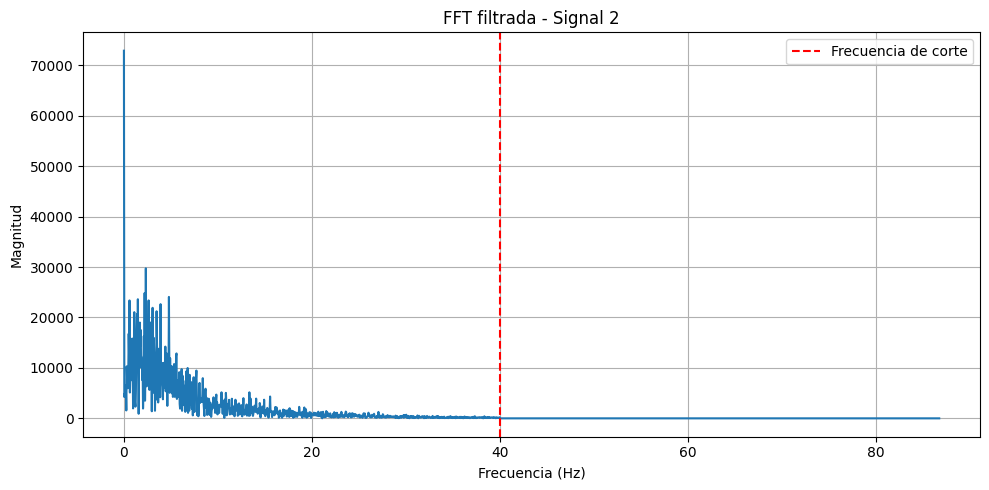 FFT filtrada - Signal 2
Frecuencia de corte
Magnitud
70000
60000
50000
40000
30000
20000
10000
0
0 20 40 60 80
Frecuencia (Hz)